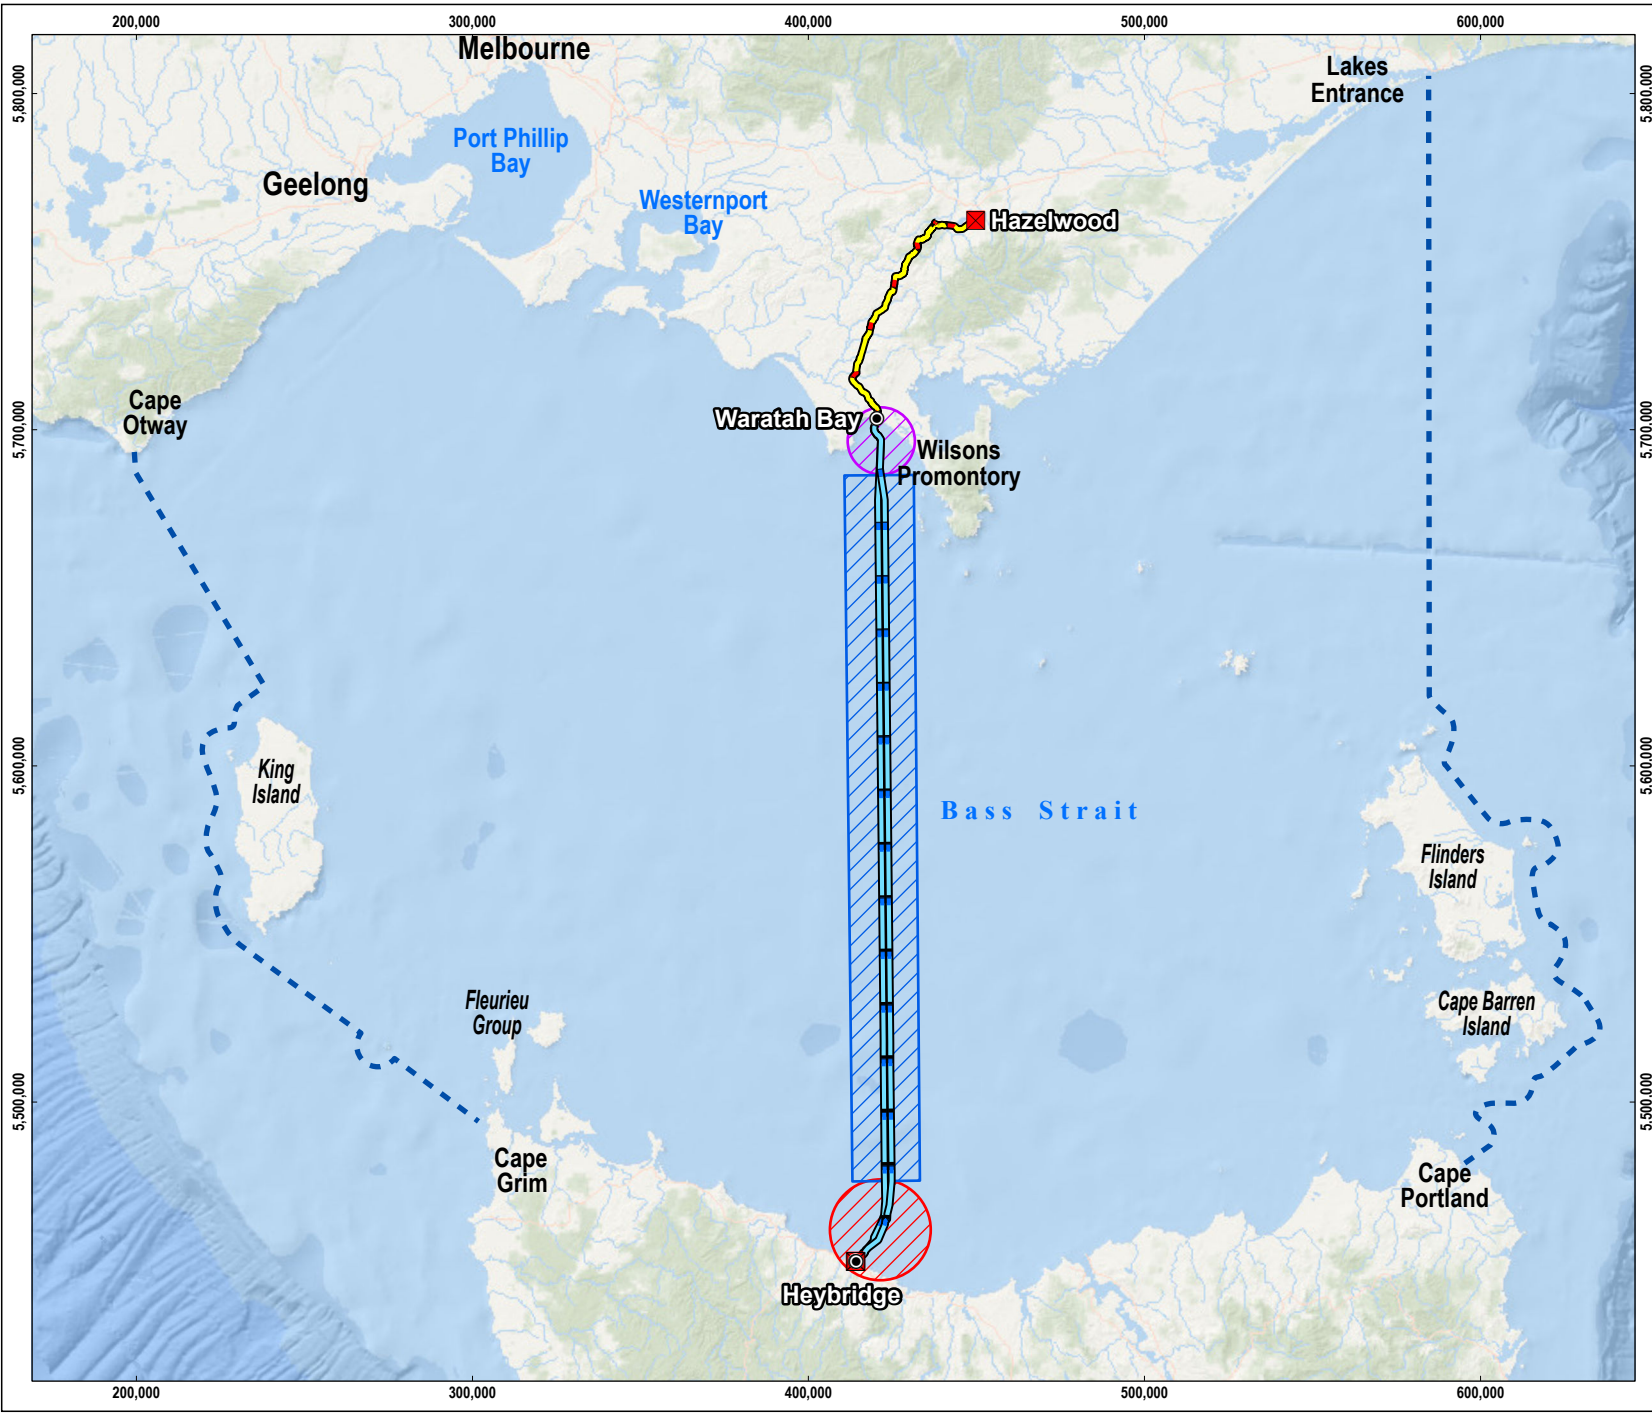 200,000
300,000
400,000
500,000
600,000
Melbourne
Lakes
Entrance
5,800,000
5,800,000
Port Phillip
Bay
Geelong
Westernport
Bay
Hazelwood
Cape
Otway
Waratah Bay
5,700,000
5,700,000
Wilsons
Promontory
King
Island
5,600,000
5,600,000
Bass Strait
Flinders
Island
Fleurieu
Group
Cape Barren
Island
5,500,000
5,500,000
Cape
Grim
Cape
Portland
Heybridge
200,000
300,000
400,000
500,000
600,000